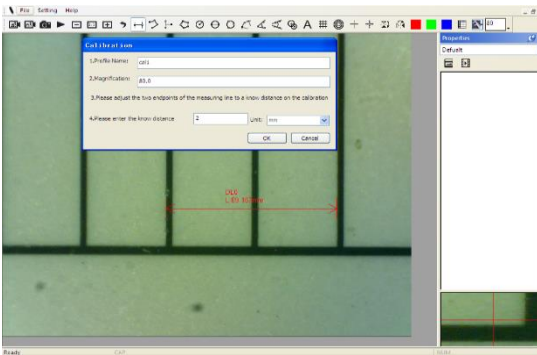 File Setting Help
80
Properties
Default
Calibration
1.Profile Name: cal1
2.Magnification: 80.0
3.Please adjust the two endpoints of the measuring line to a know distance on the calibration
4.Please enter the know distance 2 Unit: mm
OK Cancel
Ready